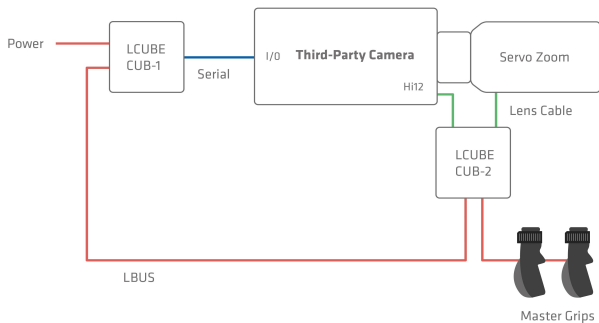 Power
LCUBE
CUB-1
Serial
I/O
Third-Party Camera
Hi12
Servo Zoom
Lens Cable
LCUBE
CUB-2
LBUS
Master Grips